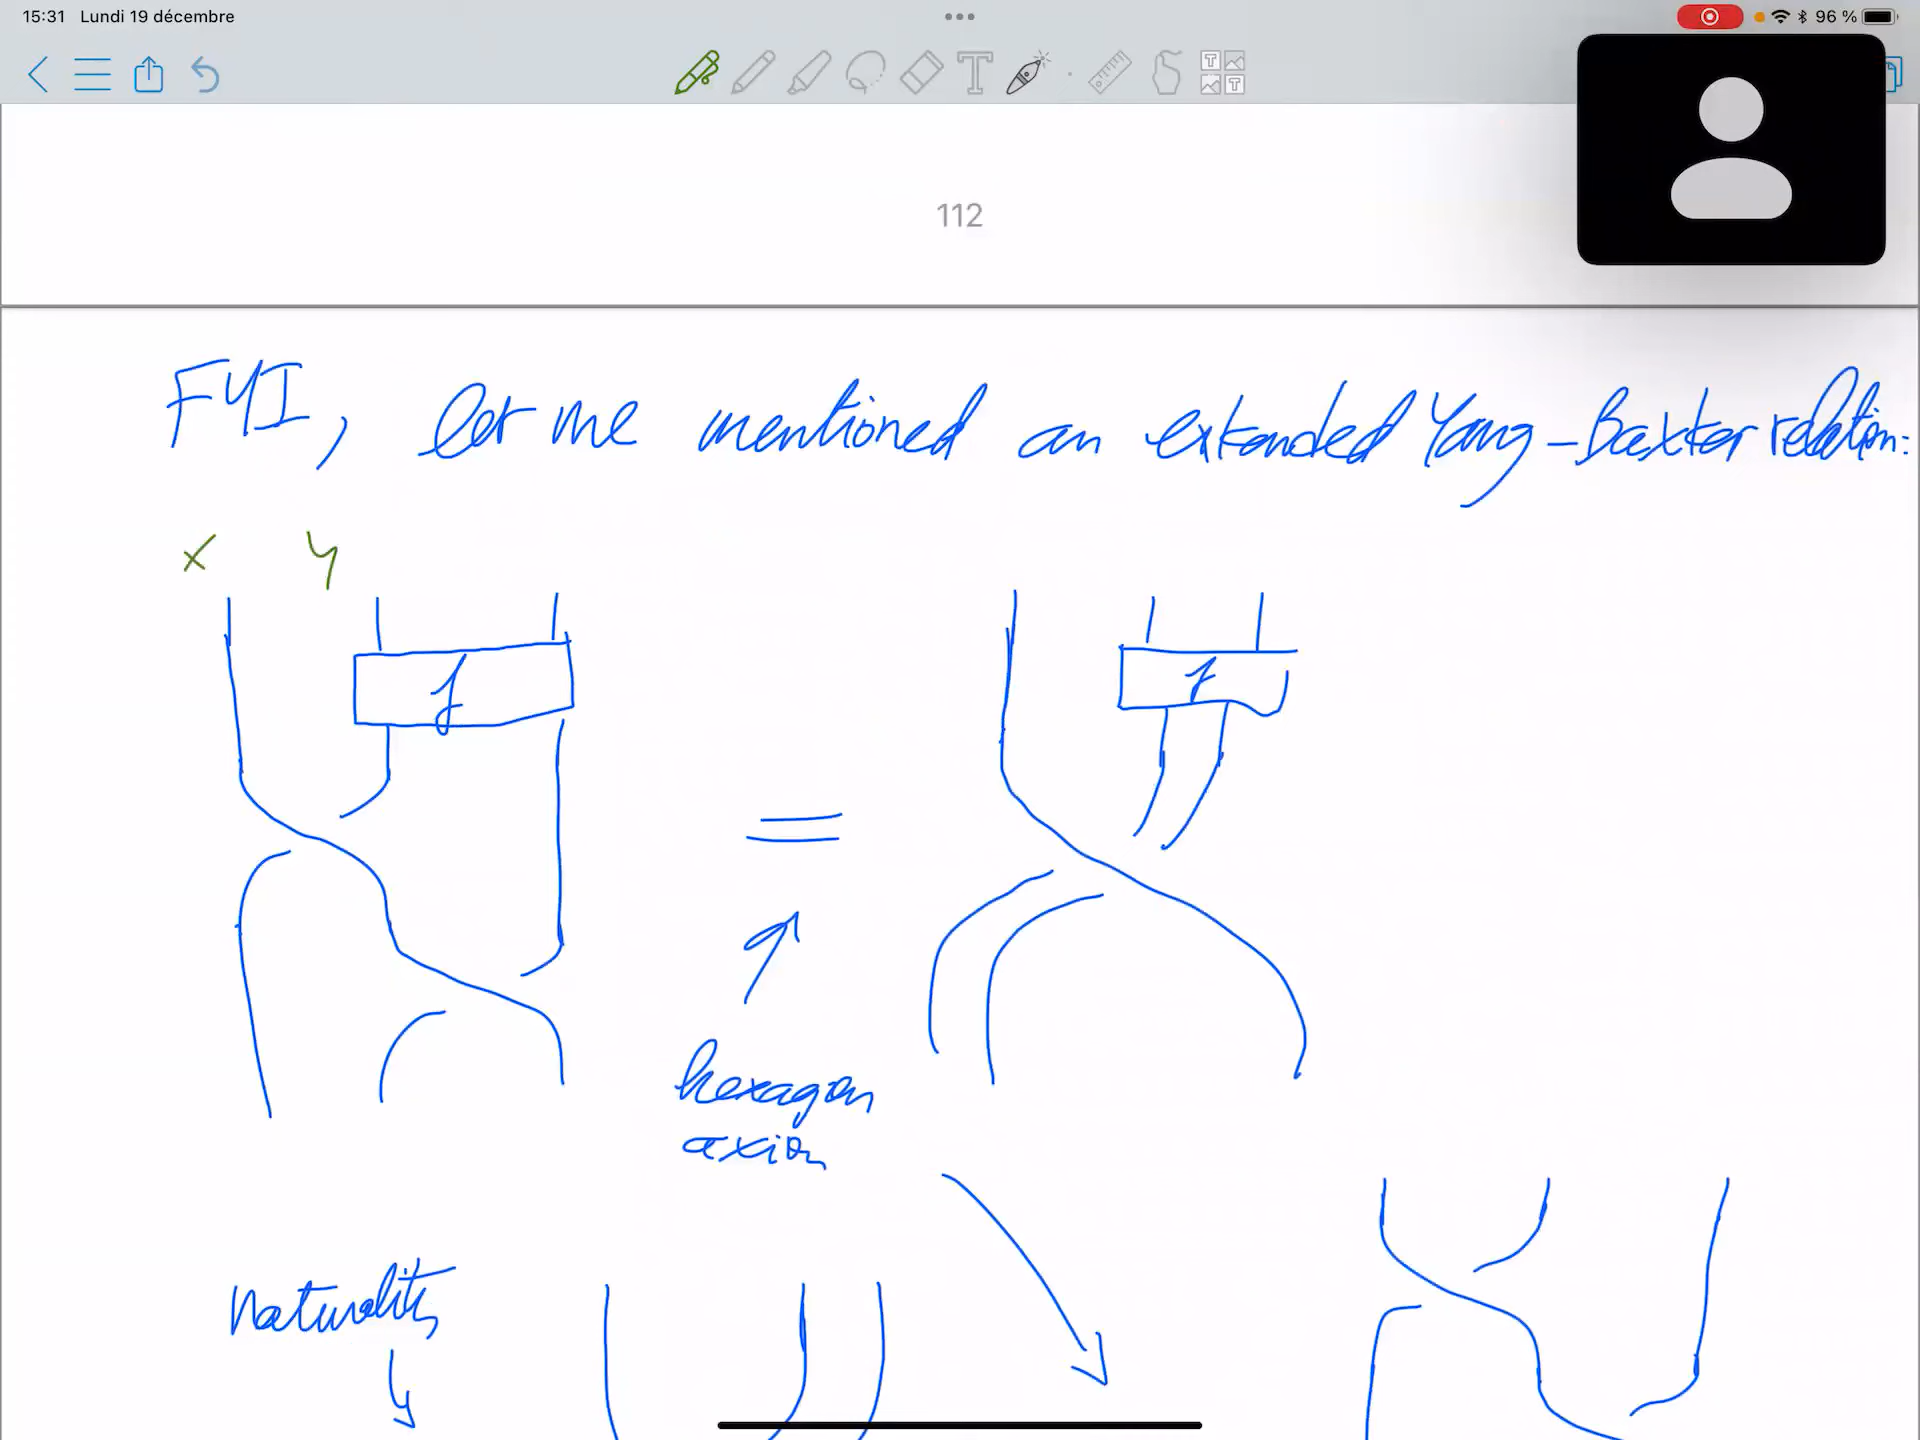 15:31 Lundi 19 décembre
96 %
112
FYI, let me mentioned an extended Yang-Baxter relation:
X Y
f
f
=
hexagon
axiom
naturality